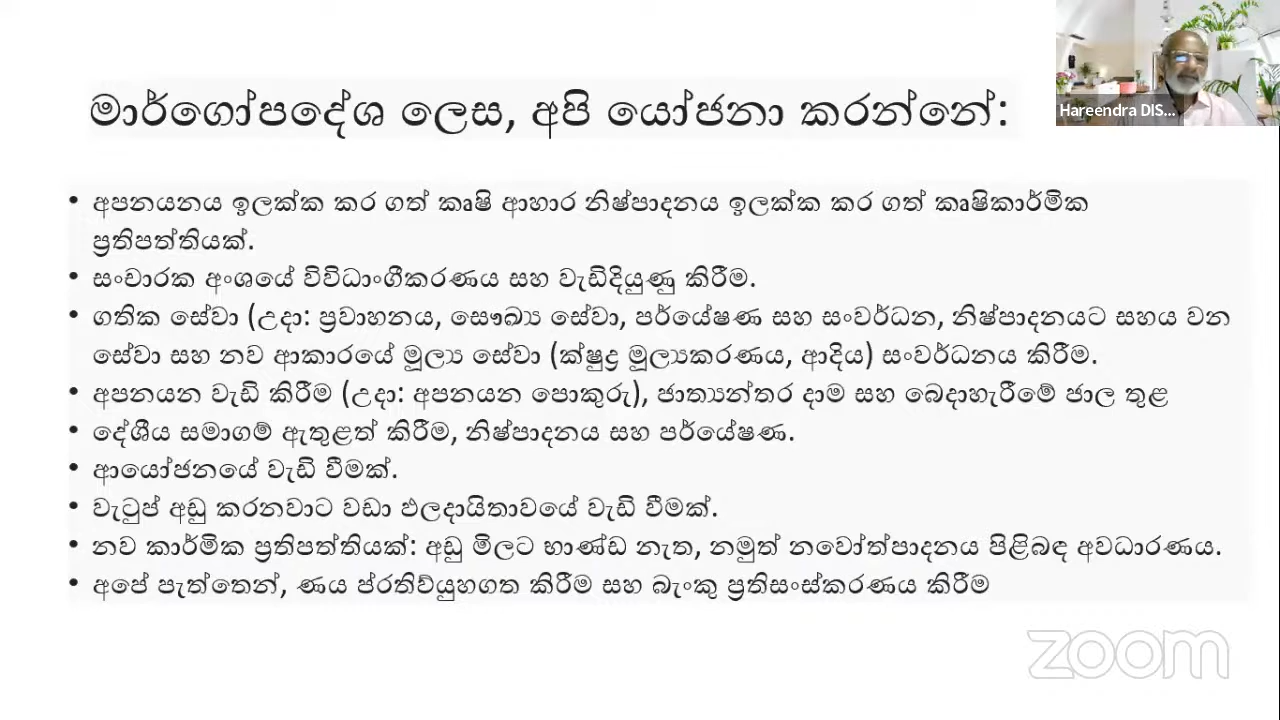 මාර්ගෝපදේශ ලෙස, අපි යෝජනා කරන්නේ:
Hareendra DIS...
• අපනයනය ඉලක්ක කර ගත් කෘෂි ආහාර නිෂ්පාදනය ඉලක්ක කර ගත් කෘෂිකාර්මික
ප්‍රතිපත්තියක්.
• සංචාරක අංශයේ විවිධාංගීකරණය සහ වැඩිදියුණු කිරීම.
• ගතික සේවා (උදා: ප්‍රවාහනය, සෞඛ්‍ය සේවා, පර්යේෂණ සහ සංවර්ධන, නිෂ්පාදනයට සහය වන
සේවා සහ නව ආකාරයේ මූල්‍ය සේවා (ක්ෂුද්‍ර මූල්‍යකරණය, ආදිය) සංවර්ධනය කිරීම.
• අපනයන වැඩි කිරීම (උදා: අපනයන පොකුරු), ජාත්‍යන්තර දාම සහ බෙදාහැරීමේ ජාල තුළ
• දේශීය සමාගම් ඇතුළත් කිරීම, නිෂ්පාදනය සහ පර්යේෂණ.
• ආයෝජනයේ වැඩි වීමක්.
• වැටුප් අඩු කරනවාට වඩා ඵලදායිතාවයේ වැඩි වීමක්.
• නව කාර්මික ප්‍රතිපත්තියක්: අඩු මිලට භාණ්ඩ නැත, නමුත් නවෝත්පාදනය පිළිබඳ අවධාරණය.
• අපේ පැත්තෙන්, ණය ප්රතිව්යුහගත කිරීම සහ බැංකු ප්‍රතිසංස්කරණය කිරීම
zoom